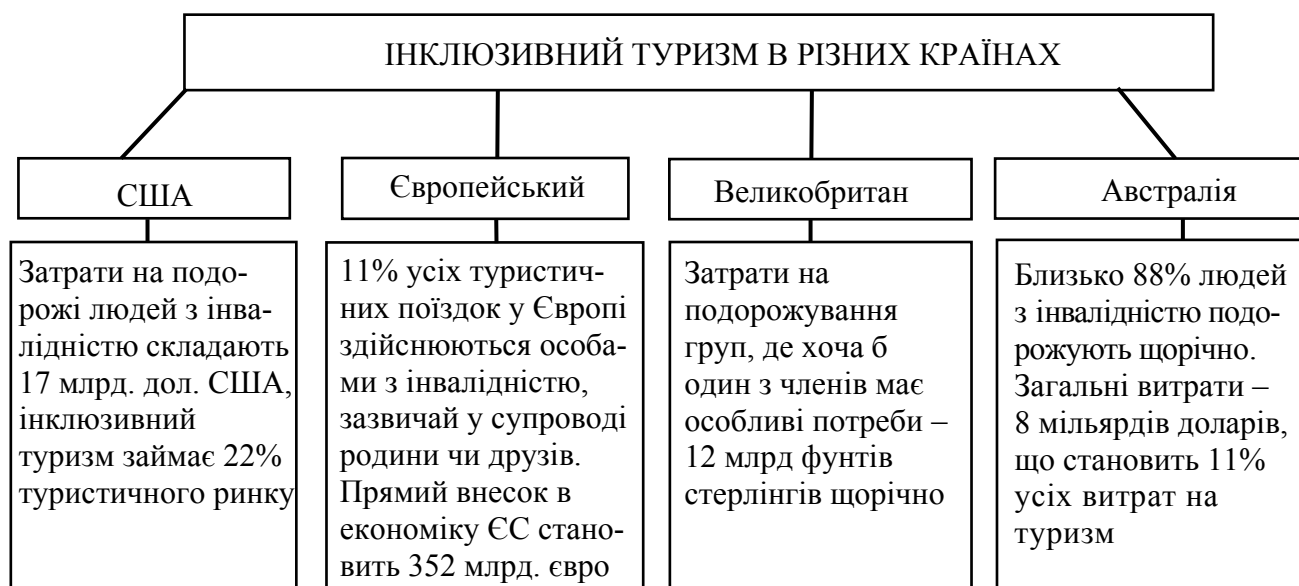 ІНКЛЮЗИВНИЙ ТУРИЗМ В РІЗНИХ КРАЇНАХ
США
Затрати на подо-
рожі людей з інва-
лідністю складають
17 млрд. дол. США,
інклюзивний
туризм займає 22%
туристичного ринку
Європейський
11% усіх туристич-
них поїздок у Європі
здійснюються особа-
ми з інвалідністю,
зазвичай у супроводі
родини чи друзів.
Прямий внесок в
економіку ЄС стано-
вить 352 млрд. євро
Великобритан
Затрати на
подорожування
груп, де хоча б
один з членів має
особливі потреби –
12 млрд фунтів
стерлінгів щорічно
Австралія
Близько 88% людей
з інвалідністю подо-
рожують щорічно.
Загальні витрати –
8 мільярдів доларів,
що становить 11%
усіх витрат на
туризм